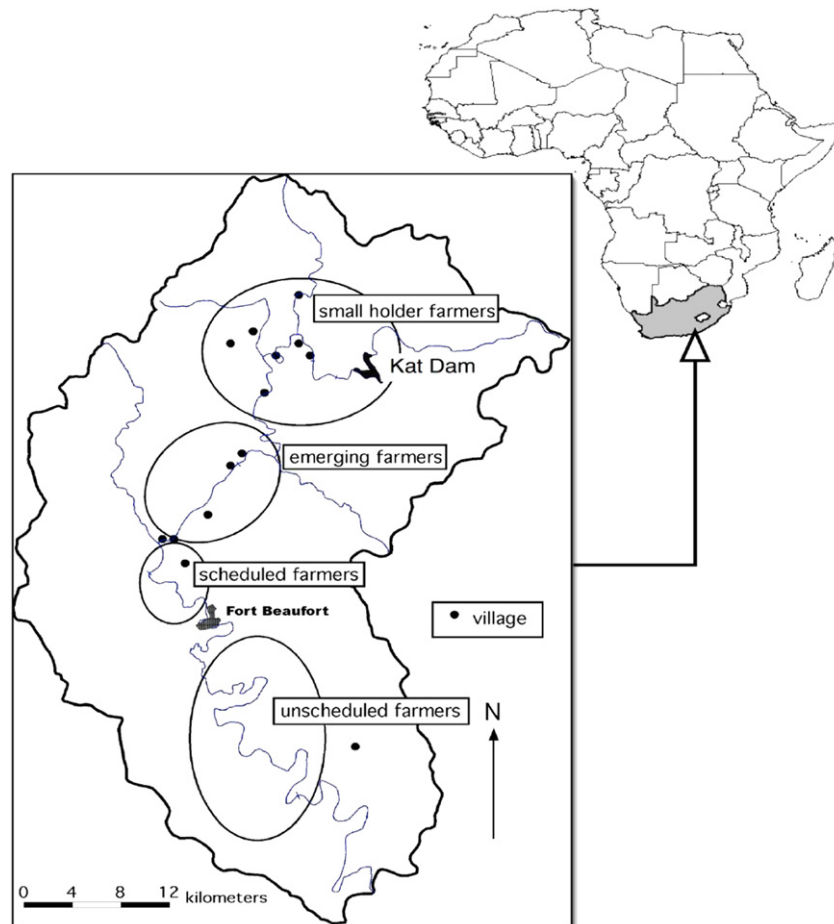 small holder farmers
Kat Dam
emerging farmers
scheduled farmers
Fort Beaufort
village
unscheduled farmers
N
0 4 8 12
kilometers